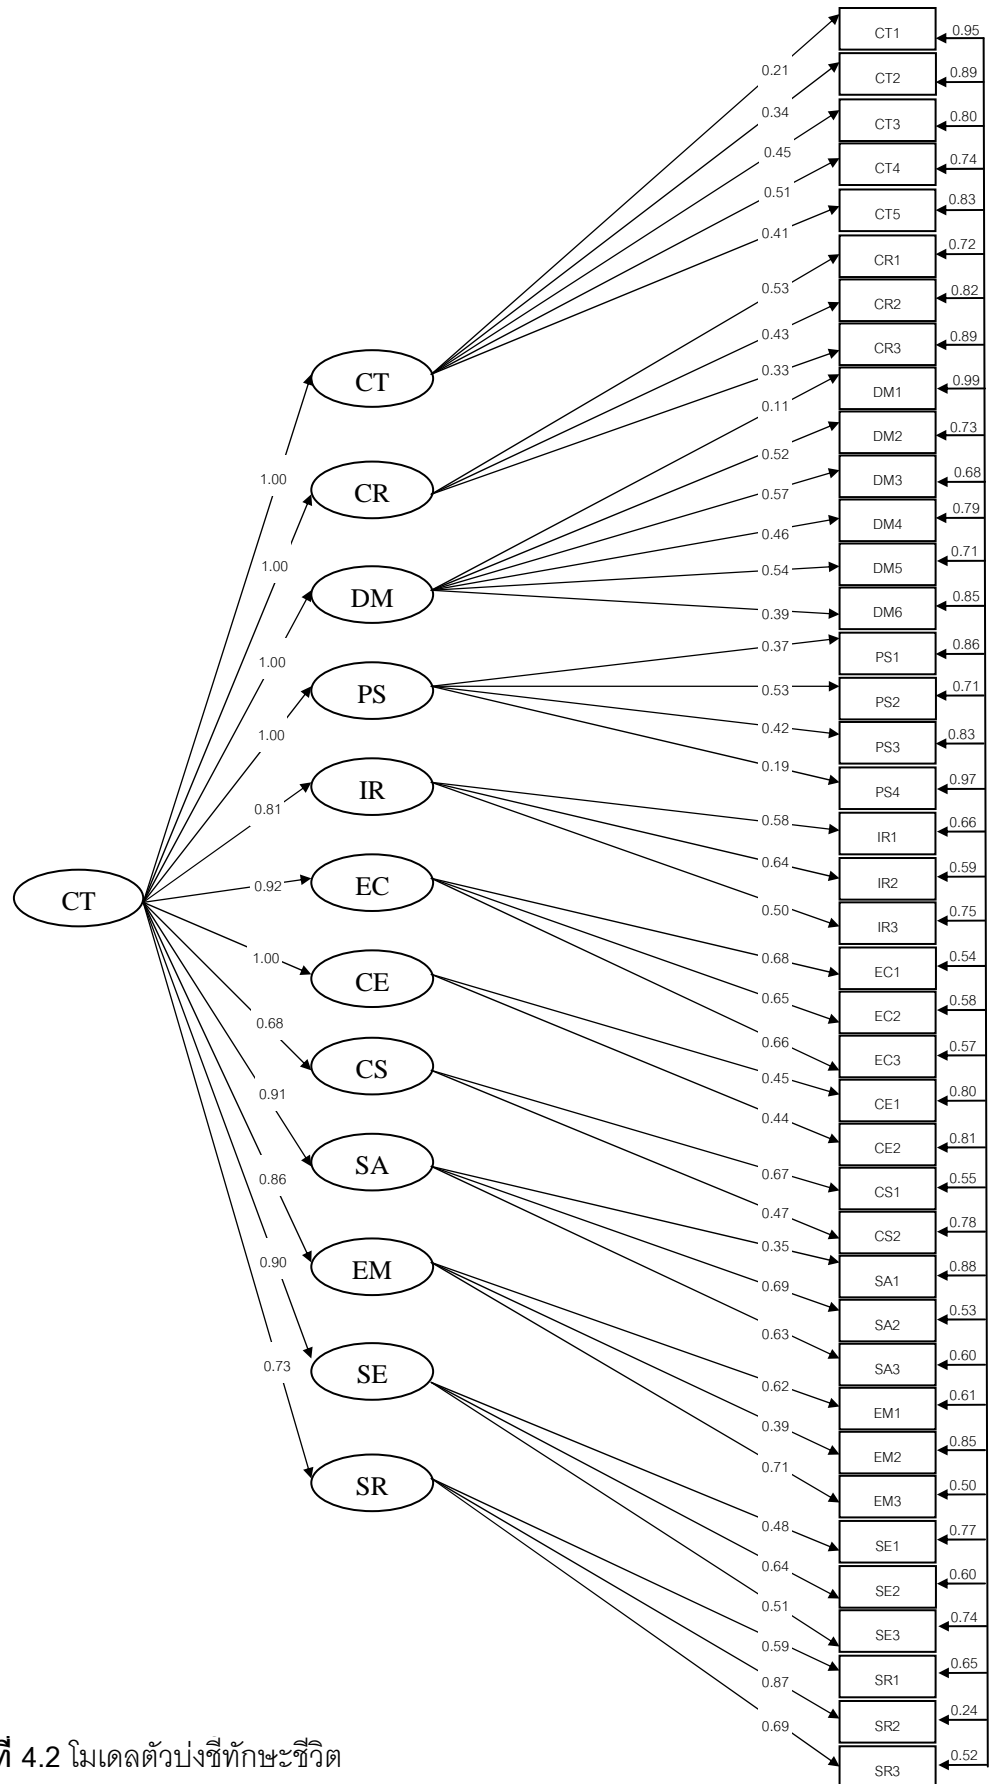 CT1 0.95
0.21
CT2 0.89
0.34
CT3 0.80
0.45
CT4 0.74
0.51
CT5 0.83
0.41
CR1 0.72
0.53
CR2 0.82
0.43
CR3 0.89
0.33
CT
DM1 0.99
0.11
DM2 0.73
0.52
1.00
CR
DM3 0.68
0.57
DM4 0.79
0.46
1.00
DM5 0.71
0.54
DM
DM6 0.85
0.39
1.00
PS1 0.86
0.37
PS
PS2 0.71
0.53
1.00
PS3 0.83
0.42
0.19
PS4 0.97
IR
0.81
IR1 0.66
0.58
0.64
IR2 0.59
EC
0.92
CT
0.50
IR3 0.75
1.00
0.68
EC1 0.54
CE
0.65
EC2 0.58
0.68
0.66
EC3 0.57
CS
0.45
CE1 0.80
0.91
0.44
CE2 0.81
SA
0.67
CS1 0.55
0.86
0.47
CS2 0.78
0.35
SA1 0.88
0.90
EM
0.69
SA2 0.53
0.63
SA3 0.60
0.73
SE
0.62
EM1 0.61
0.39
EM2 0.85
0.71
EM3 0.50
SR
0.48
SE1 0.77
0.64
SE2 0.60
0.51
SE3 0.74
0.59
SR1 0.65
0.87
SR2 0.24
0.69
SR3 0.52
ที่ 4.2 โมเดลตัวบ่งชี้ทักษะชีวิต